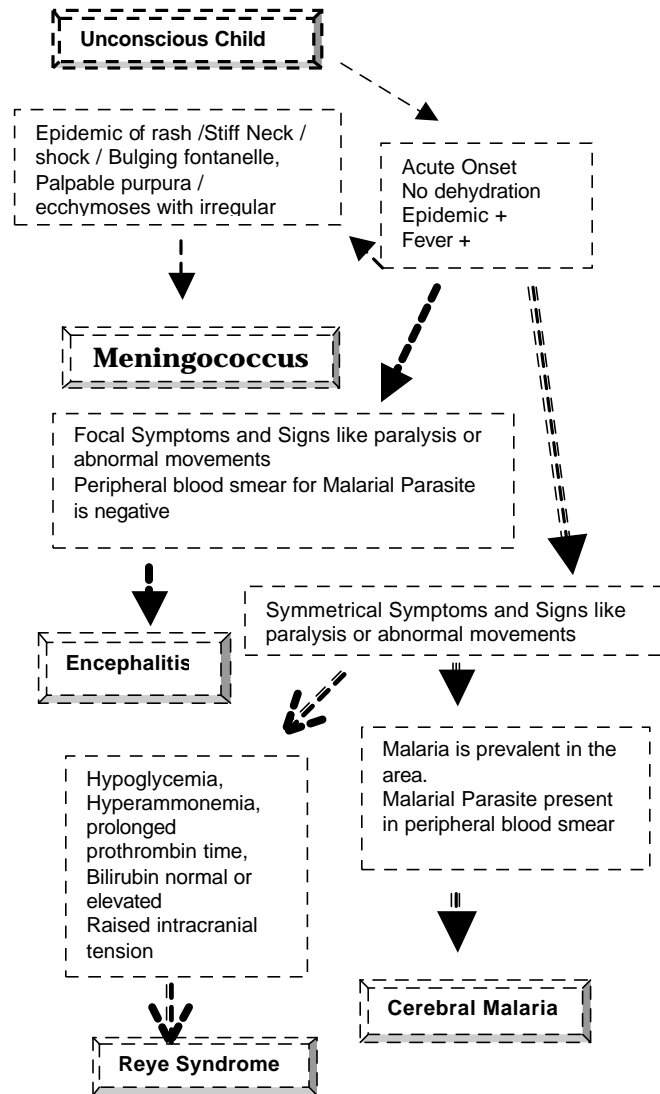 Unconscious Child
Epidemic of rash /Stiff Neck /
shock / Bulging fontanelle,
Palpable purpura /
ecchymoses with irregular
Acute Onset
No dehydration
Epidemic +
Fever +
Meningococcus
Focal Symptoms and Signs like paralysis or
abnormal movements
Peripheral blood smear for Malarial Parasite
is negative
Symmetrical Symptoms and Signs like
paralysis or abnormal movements
Encephalitis
Malaria is prevalent in the
area.
Malarial Parasite present
in peripheral blood smear
Hypoglycemia,
Hyperammonemia,
prolonged
prothrombin time,
Bilirubin normal or
elevated
Raised intracranial
tension
Cerebral Malaria
Reye Syndrome